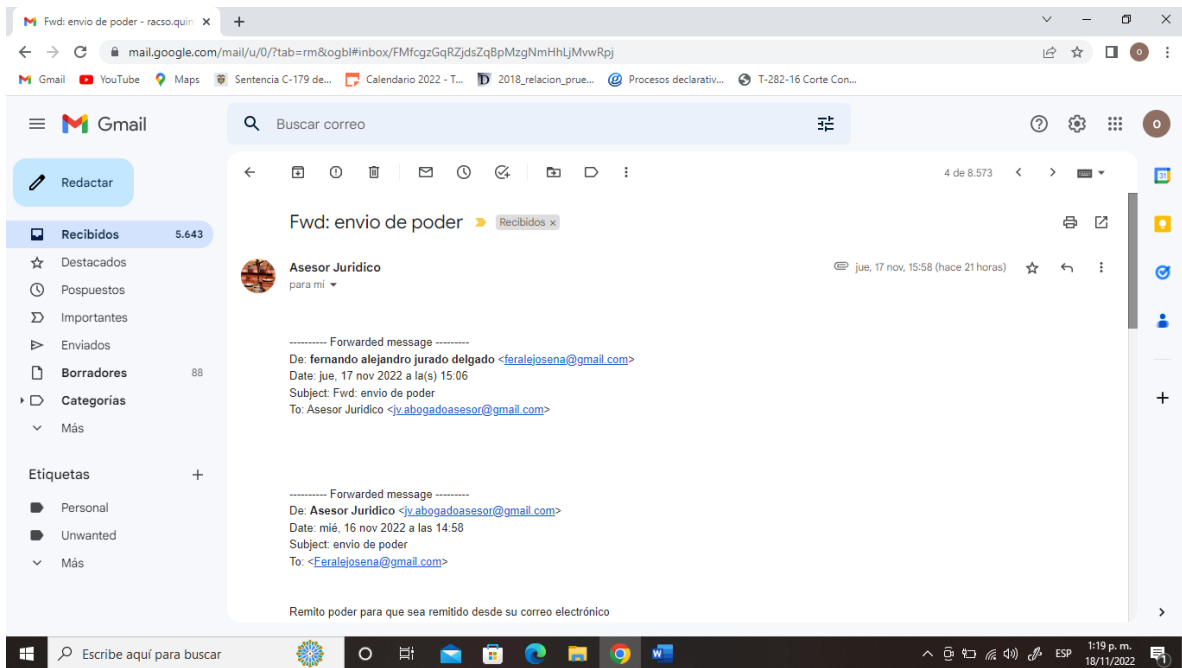 Fwd: envio de poder - racso.quin
mail.google.com/mail/u/0/?tab=rm&ogbl#inbox/FMfcgzGqRZjdsZqBpMzgNmHhLjMvwRpj
o
Gmail YouTube Maps Sentencia C-179 de... Calendario 2022 - T... 2018_relacion_prue... Procesos declarativ... T-282-16 Corte Con...
Gmail
Buscar correo
o
Redactar
4 de 8.573
31
Fwd: envio de poder Recibidos x
Recibidos 5.643
Destacados
Pospuestos
Importantes
Enviados
Borradores 88
Categorías
Más
Etiquetas
Personal
Unwanted
Más
Asesor Juridico
jue, 17 nov, 15:58 (hace 21 horas)
para mí
---------- Forwarded message ---------
De: fernando alejandro jurado delgado <feralejosena@gmail.com>
Date: jue, 17 nov 2022 a la(s) 15:06
Subject: Fwd: envio de poder
To: Asesor Juridico <jv.abogadoasesor@gmail.com>
---------- Forwarded message ---------
De: Asesor Juridico <jv.abogadoasesor@gmail.com>
Date: mié, 16 nov 2022 a las 14:58
Subject: envio de poder
To: <Feralejosena@gmail.com>
Remito poder para que sea remitido desde su correo electrónico
Escribe aquí para buscar
ESP
1:19 p. m.
18/11/2022
1